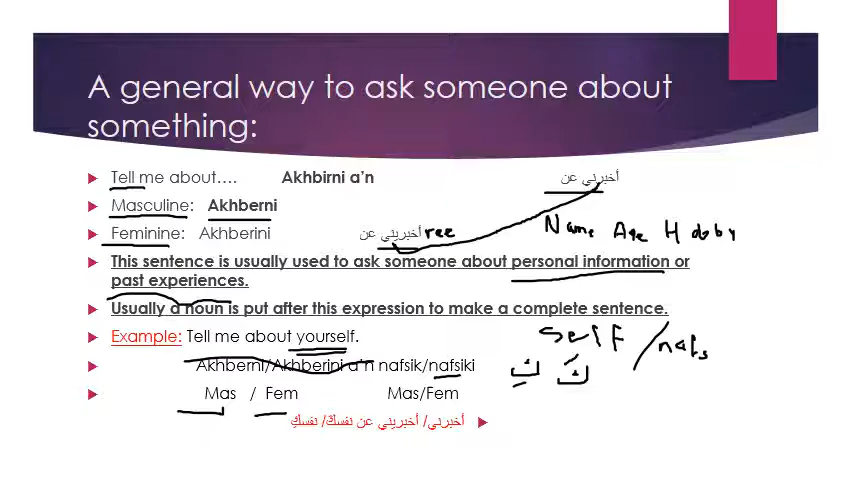 A general way to ask someone about
something:
Tell me about…. Akhbirni a’n أخبرني عن
Masculine: Akhberni
Feminine: Akhberini أخبريني عن ree
Name Age Hobby
This sentence is usually used to ask someone about personal information or
past experiences.
Usually a noun is put after this expression to make a complete sentence.
Example: Tell me about yourself.
self / nafs
Akhberni/Akhberini a’n nafsik/nafsiki
كَ كِ
Mas / Fem Mas/Fem
أخبرني/ أخبريني عن نفسكَ/ نفسكِ